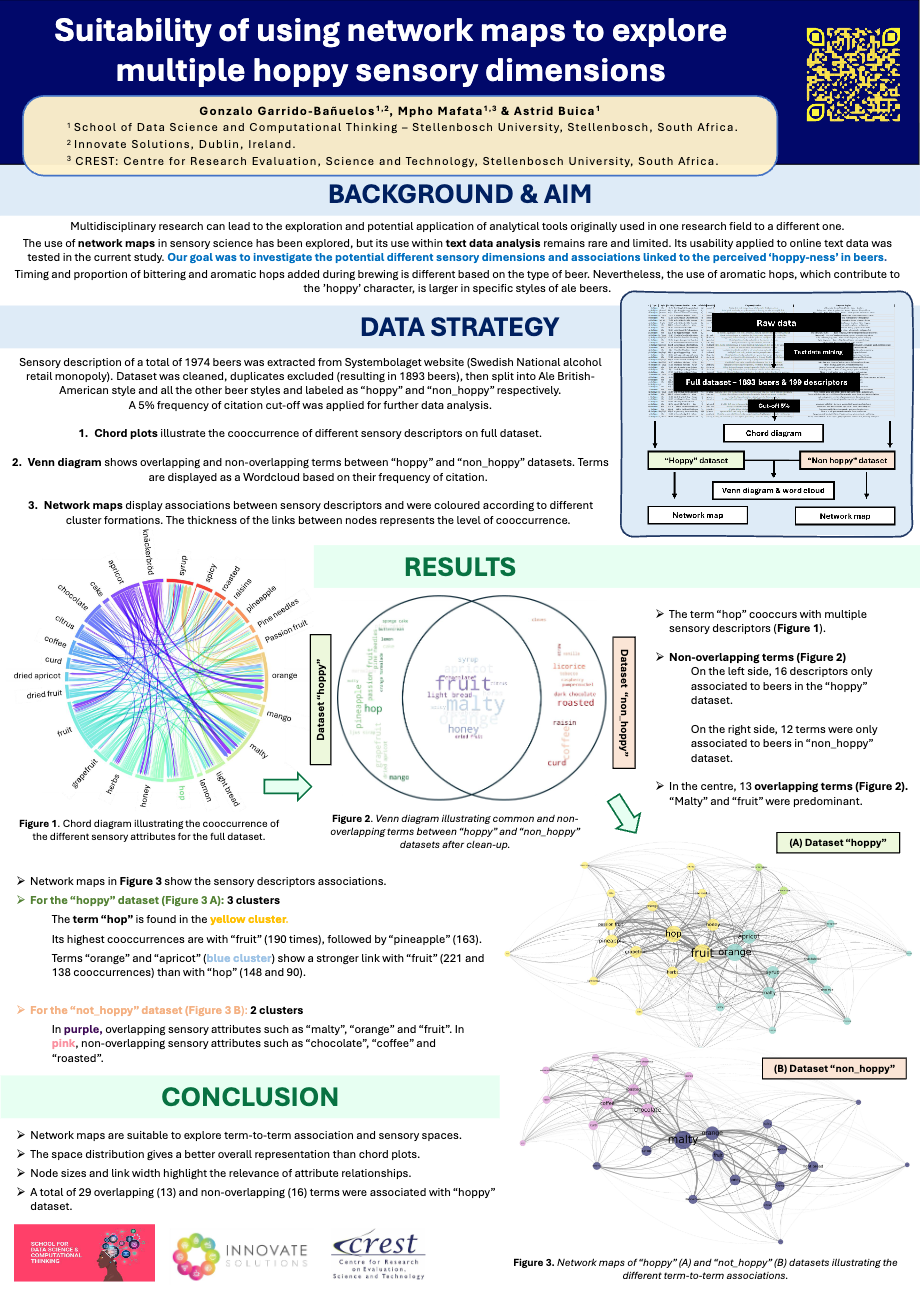 Suitability of using network maps to explore
multiple hoppy sensory dimensions
Gonzalo Garrido-Bañuelos1,2, Mpho Mafata1,3 & Astrid Buica1
1 School of Data Science and Computational Thinking – Stellenbosch University, Stellenbosch, South Africa.
2 Innovate Solutions, Dublin, Ireland.
3 CREST: Centre for Research Evaluation, Science and Technology, Stellenbosch University, South Africa.
BACKGROUND & AIM
Multidisciplinary research can lead to the exploration and potential application of analytical tools originally used in one research field to a different one.
The use of network maps in sensory science has been explored, but its use within text data analysis remains rare and limited. Its usability applied to online text data was
tested in the current study. Our goal was to investigate the potential different sensory dimensions and associations linked to the perceived ‘hoppy-ness’ in beers.
Timing and proportion of bittering and aromatic hops added during brewing is different based on the type of beer. Nevertheless, the use of aromatic hops, which contribute to
the ‘hoppy’ character, is larger in specific styles of ale beers.
DATA STRATEGY
Sensory description of a total of 1974 beers was extracted from Systembolaget website (Swedish National alcohol
retail monopoly). Dataset was cleaned, duplicates excluded (resulting in 1893 beers), then split into Ale British-
American style and all the other beer styles and labeled as “hoppy” and “non_hoppy” respectively.
A 5% frequency of citation cut-off was applied for further data analysis.
1. Chord plots illustrate the cooccurrence of different sensory descriptors on full dataset.
2. Venn diagram shows overlapping and non-overlapping terms between “hoppy” and “non_hoppy” datasets. Terms
are displayed as a Wordcloud based on their frequency of citation.
3. Network maps display associations between sensory descriptors and were coloured according to different
cluster formations. The thickness of the links between nodes represents the level of cooccurrence.
Raw data
Text data mining
Full dataset – 1893 beers & 199 descriptors
Cut-off 5%
Chord diagram
“Hoppy” dataset
“Non hoppy” dataset
Venn diagram & word cloud
Network map
Network map
RESULTS
knäckerbröd
syrup
apricot
spicy
roasted
cake
raisins
chocolate
pineapple
citrus
Pine needles
coffee
Passion fruit
curd
dried apricot
orange
dried fruit
mango
fruit
malty
grapefruit
light bread
herbs
lemon
honey
hop
Figure 1. Chord diagram illustrating the cooccurrence of
the different sensory attributes for the full dataset.
Dataset “hoppy”
lemon
pine needles
passion fruit
pineapple
hop
grapefruit
mango
syrup
apricot
fruit
light bread
malty
orange
honey
dried fruit
licorice
dark chocolate
roasted
raisin
coffee
curd
Dataset “non_hoppy”
Figure 2. Venn diagram illustrating common and non-
overlapping terms between “hoppy” and “non_hoppy”
datasets after clean-up.
➢ The term “hop” cooccurs with multiple
sensory descriptors (Figure 1).
➢ Non-overlapping terms (Figure 2)
On the left side, 16 descriptors only
associated to beers in the “hoppy”
dataset.
On the right side, 12 terms were only
associated to beers in “non_hoppy”
dataset.
➢ In the centre, 13 overlapping terms (Figure 2).
“Malty” and “fruit” were predominant.
➢ Network maps in Figure 3 show the sensory descriptors associations.
➢ For the “hoppy” dataset (Figure 3 A): 3 clusters
The term “hop” is found in the yellow cluster.
Its highest cooccurrences are with “fruit” (190 times), followed by “pineapple” (163).
Terms “orange” and “apricot” (blue cluster) show a stronger link with “fruit” (221 and
138 cooccurrences) than with “hop” (148 and 90).
➢ For the “not_hoppy” dataset (Figure 3 B): 2 clusters
In purple, overlapping sensory attributes such as “malty”, “orange” and “fruit”. In
pink, non-overlapping sensory attributes such as “chocolate”, “coffee” and
“roasted”.
(A) Dataset “hoppy”
passion fruit
honey
hop
pineapple
apricot
grapefruit
fruit
orange
herbs
syrup
malty
(B) Dataset “non_hoppy”
roasted
coffee
chocolate
orange
malty
fruit
Figure 3. Network maps of “hoppy” (A) and “not_hoppy” (B) datasets illustrating the
different term-to-term associations.
CONCLUSION
➢ Network maps are suitable to explore term-to-term association and sensory spaces.
➢ The space distribution gives a better overall representation than chord plots.
➢ Node sizes and link width highlight the relevance of attribute relationships.
➢ A total of 29 overlapping (13) and non-overlapping (16) terms were associated with “hoppy”
dataset.
SCHOOL FOR
DATA SCIENCE &
COMPUTATIONAL
THINKING
INNOVATE
SOLUTIONS
crest
Centre for Research
on Evaluation,
Science and Technology